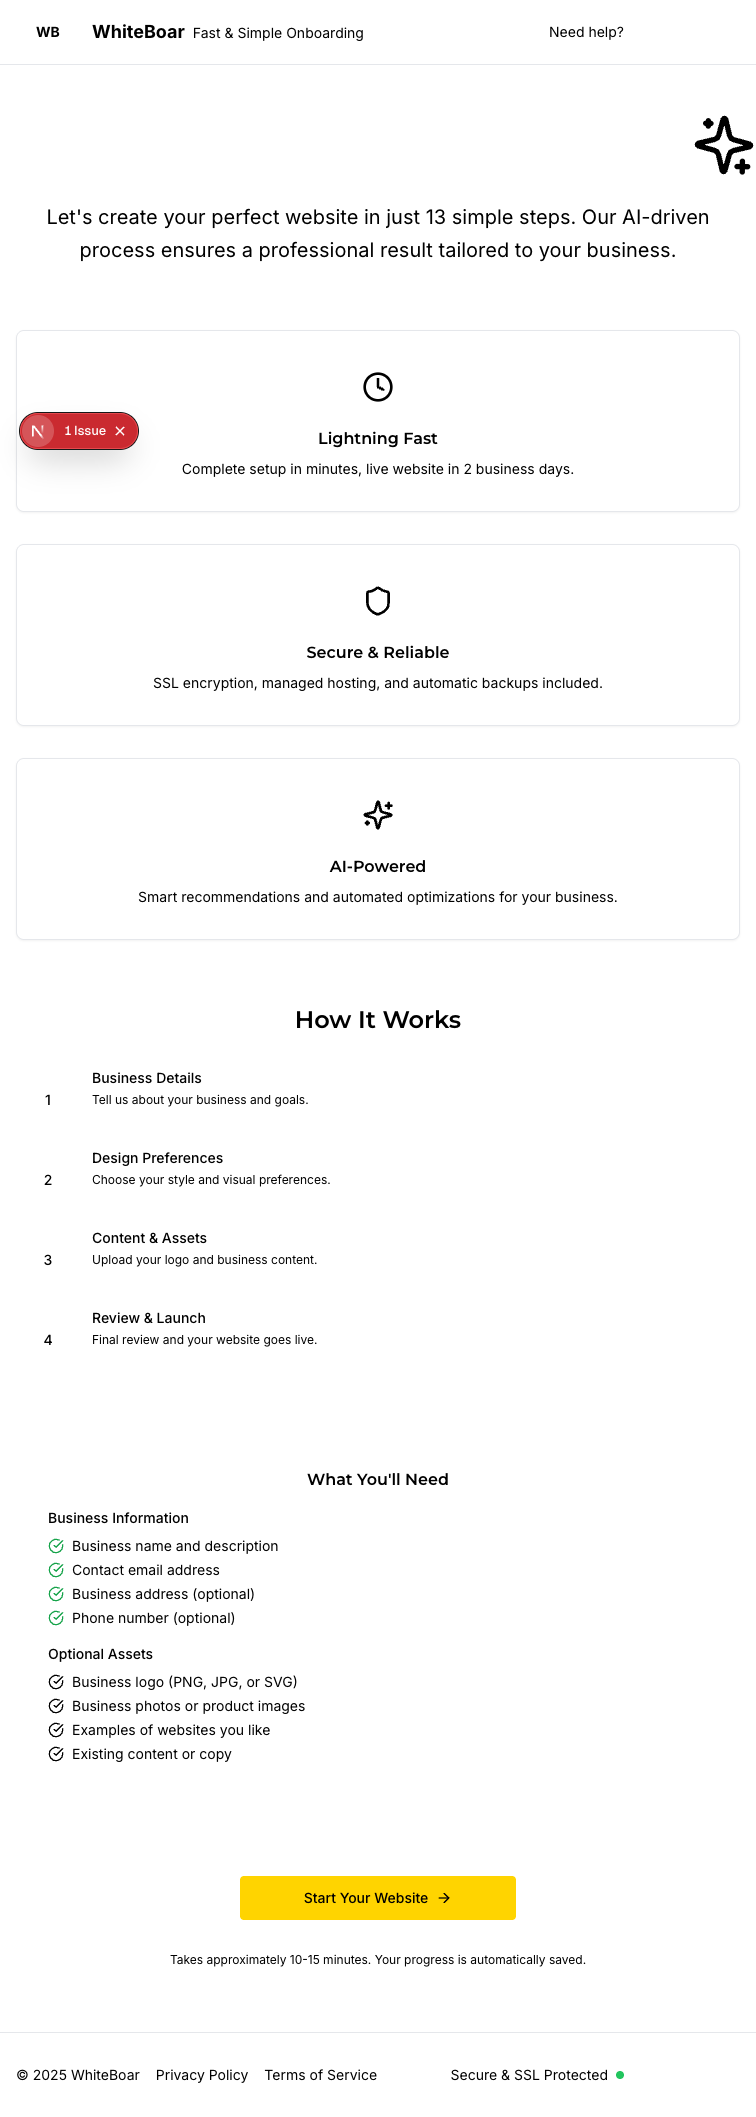 WB WhiteBoar Fast & Simple Onboarding Need help?
Let's create your perfect website in just 13 simple steps. Our AI-driven
process ensures a professional result tailored to your business.
Lightning Fast
N 1 Issue
Complete setup in minutes, live website in 2 business days.
Secure & Reliable
SSL encryption, managed hosting, and automatic backups included.
AI-Powered
Smart recommendations and automated optimizations for your business.
How It Works
Business Details
1 Tell us about your business and goals.
Design Preferences
2 Choose your style and visual preferences.
Content & Assets
3 Upload your logo and business content.
Review & Launch
4 Final review and your website goes live.
What You'll Need
Business Information
Business name and description
Contact email address
Business address (optional)
Phone number (optional)
Optional Assets
Business logo (PNG, JPG, or SVG)
Business photos or product images
Examples of websites you like
Existing content or copy
Start Your Website →
Takes approximately 10-15 minutes. Your progress is automatically saved.
© 2025 WhiteBoar Privacy Policy Terms of Service Secure & SSL Protected